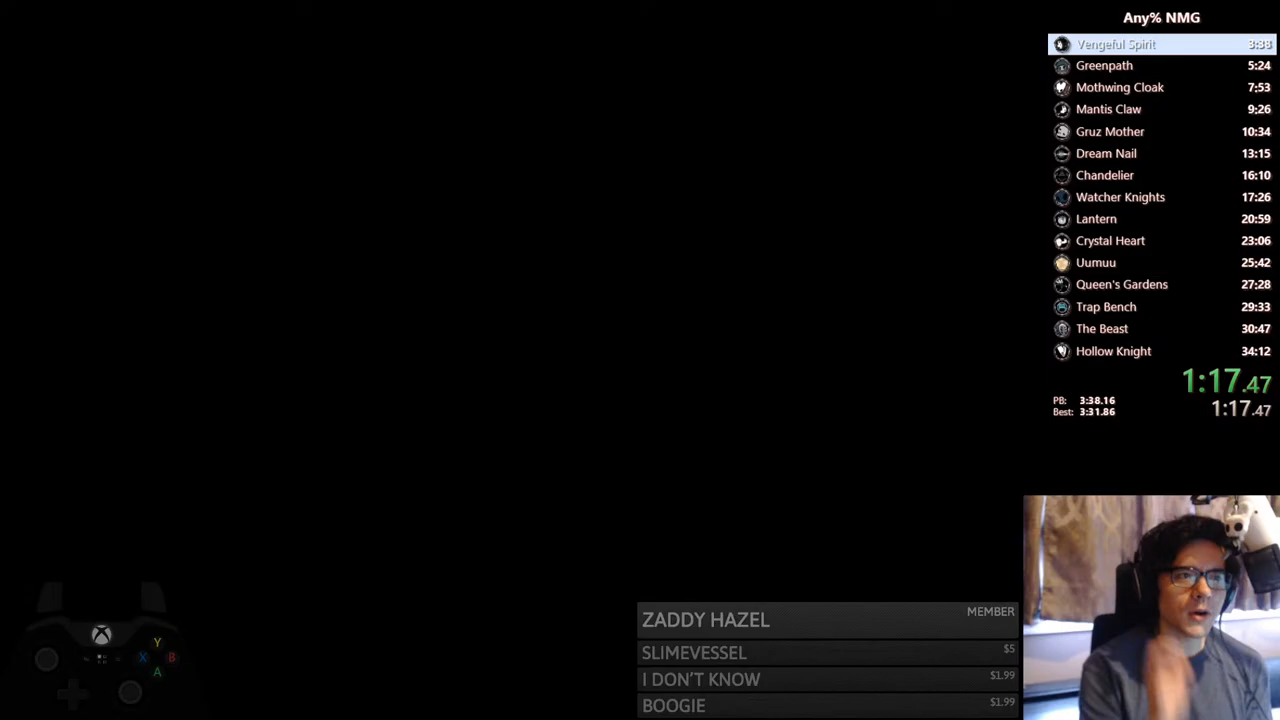 Any% NMG
Vengeful Spirit 3:38
Greenpath 5:24
Mothwing Cloak 7:53
Mantis Claw 9:26
Gruz Mother 10:34
Dream Nail 13:15
Chandelier 16:10
Watcher Knights 17:26
Lantern 20:59
Crystal Heart 23:06
Uumuu 25:42
Queen's Gardens 27:28
Trap Bench 29:33
The Beast 30:47
Hollow Knight 34:12
1:17.47
PB: 3:38.16
Best: 3:31.86
1:17.47
ZADDY HAZEL MEMBER
SLIMEVESSEL $5
I DON'T KNOW $1.99
BOOGIE $1.99
Y
X B
A